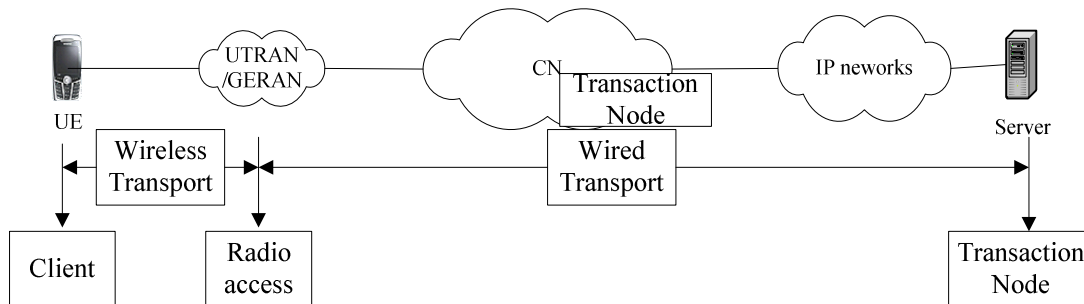 UTRAN
/GERAN
CN
IP neworks
Transaction
Node
UE
Server
Wireless
Transport
Wired
Transport
Client
Radio
access
Transaction
Node